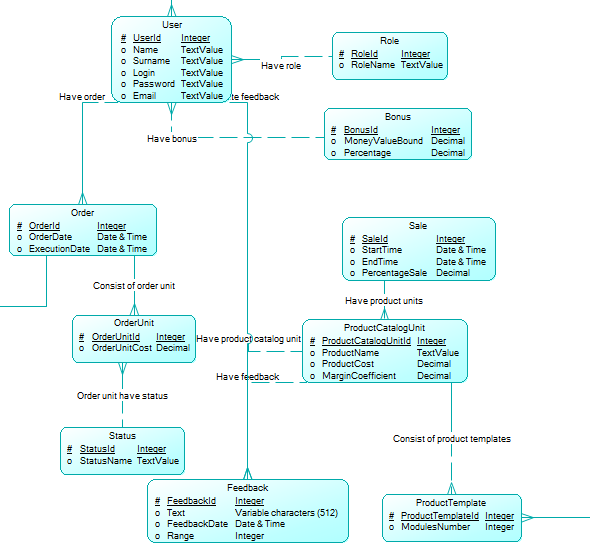 User
# UserId Integer
o Name TextValue
o Surname TextValue
o Login TextValue
o Password TextValue
o Email TextValue
Role
# RoleId Integer
o RoleName TextValue
Have role
Have order
te feedback
Bonus
# BonusId Integer
o MoneyValueBound Decimal
o Percentage Decimal
Have bonus
Order
# OrderId Integer
o OrderDate Date & Time
o ExecutionDate Date & Time
Sale
# SaleId Integer
o StartTime Date & Time
o EndTime Date & Time
o PercentageSale Decimal
Consist of order unit
Have product units
OrderUnit
# OrderUnitId Integer
o OrderUnitCost Decimal
Have product catalog unit
ProductCatalogUnit
# ProductCatalogUnitId Integer
o ProductName TextValue
o ProductCost Decimal
o MarginCoefficient Decimal
Have feedback
Order unit have status
Status
# StatusId Integer
o StatusName TextValue
Consist of product templates
Feedback
# FeedbackId Integer
o Text Variable characters (512)
o FeedbackDate Date & Time
o Range Integer
ProductTemplate
# ProductTemplateId Integer
o ModulesNumber Integer